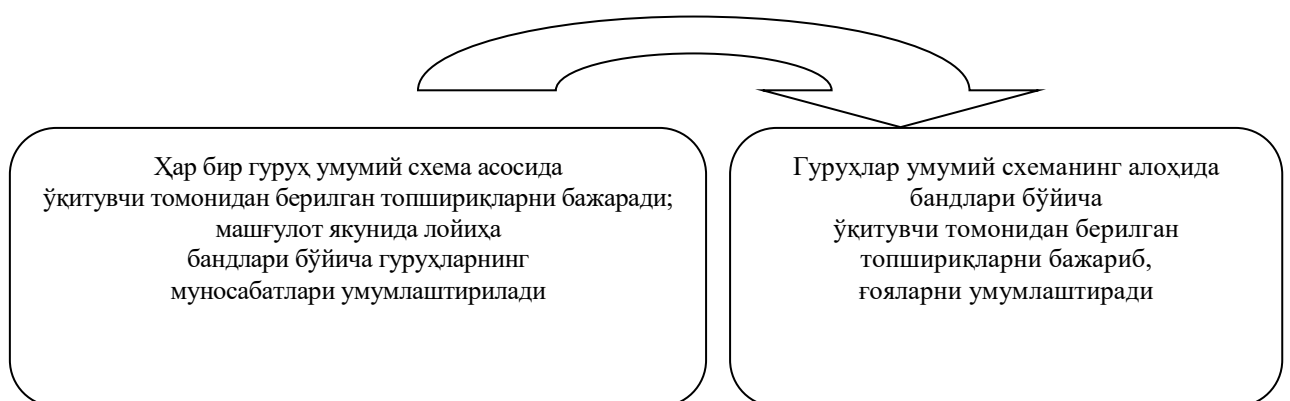 Ҳар бир гуруҳ умумий схема асосида
ўқитувчи томонидан берилган топшириқларни бажаради;
машғулот якунида лойиҳа
бандлари бўйича гуруҳларнинг
муносабатлари умумлаштирилади
Гуруҳлар умумий схеманинг алоҳида
бандлари бўйича
ўқитувчи томонидан берилган
топшириқларни бажариб,
ғояларни умумлаштиради